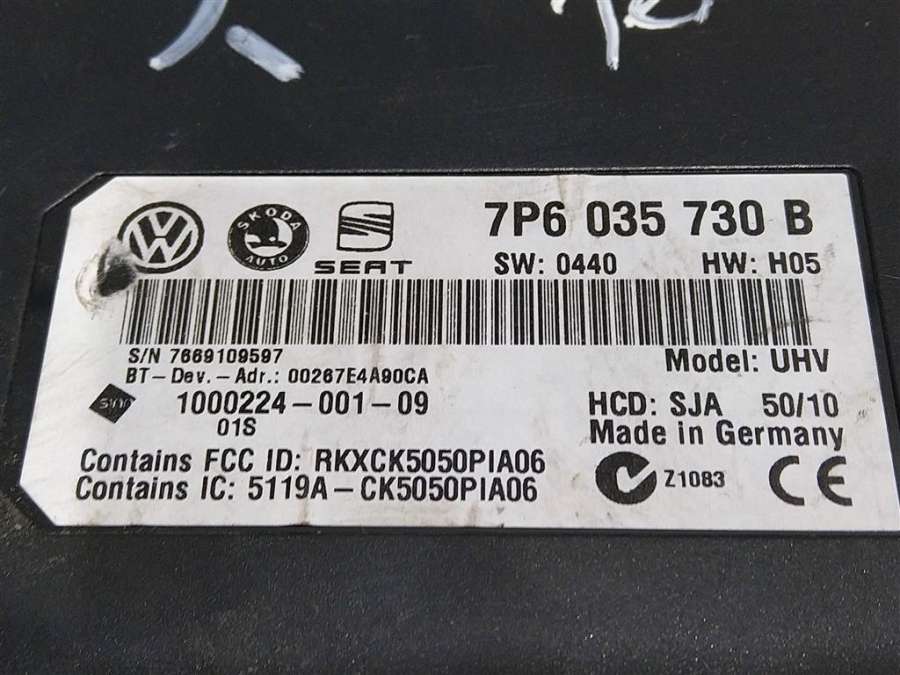 VW SKODA AUTO SEAT
7P6 035 730 B
SW: 0440 HW: H05
S/N 7669109597
Model: UHV
BT-Dev.-Adr.: 00267E4A90CA
1000224-001-09
HCD: SJA 50/10
01S
Made in Germany
Contains FCC ID: RKXCK5050PIA06
Contains IC: 5119A-CK5050PIA06
Z1083 CE